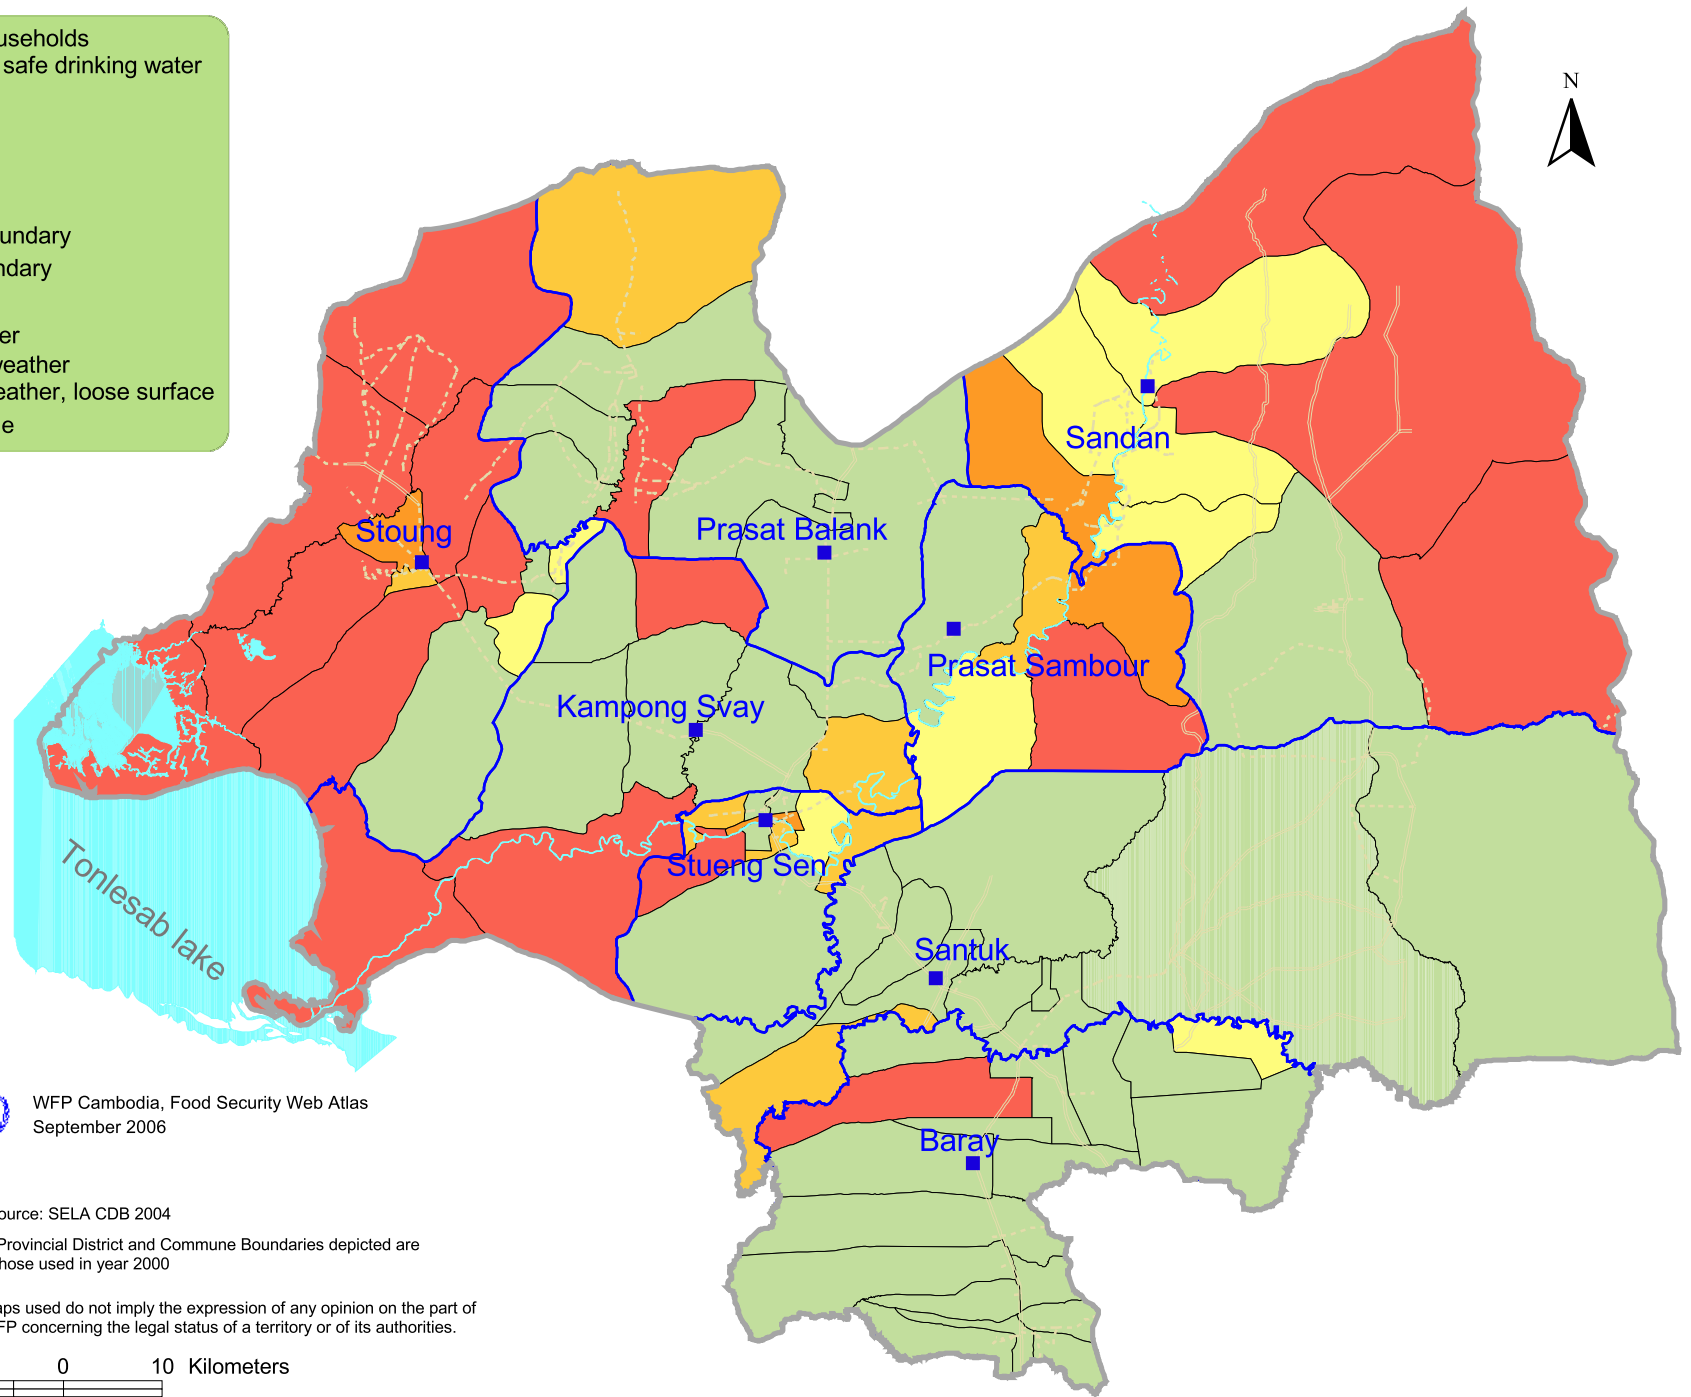 useholds
safe drinking water
undary
ndary
er
weather
eather, loose surface
e
N
Sandan
Stoung
Prasat Balank
Prasat Sambour
Kampong Svay
Stueng Sen
Tonlesab lake
Santuk
Baray
WFP Cambodia, Food Security Web Atlas
September 2006
ource: SELA CDB 2004
Provincial District and Commune Boundaries depicted are
hose used in year 2000
aps used do not imply the expression of any opinion on the part of
FP concerning the legal status of a territory or of its authorities.
0 10 Kilometers